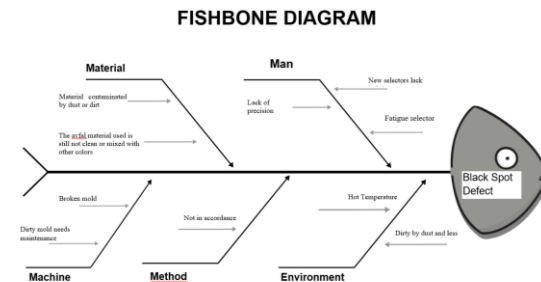 FISHBONE DIAGRAM
Material
Man
Material contaminated
by dust or dirt
The avfal material used is
still not clean or mixed with
other colors
New selectors lack
Lack of
precision
Fatigue selector
Black Spot
Defect
Broken mold
Dirty mold needs
maintenance
Not in accordance
Hot Temperature
Dirty by dust and less
Machine
Method
Environment